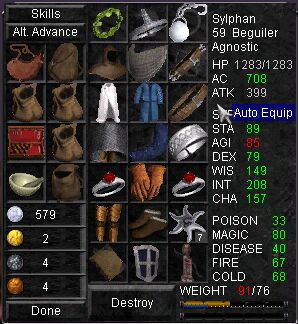 Skills
Alt. Advance
Sylphan
59 Beguiler
Agnostic
HP 1283/1283
AC 708
ATK 399
Auto Equip
STA 89
AGI 85
DEX 79
WIS 149
INT 208
CHA 157
POISON 33
MAGIC 80
DISEASE 40
FIRE 67
COLD 68
WEIGHT 91/76
579
2
4
4
7
Done
Destroy